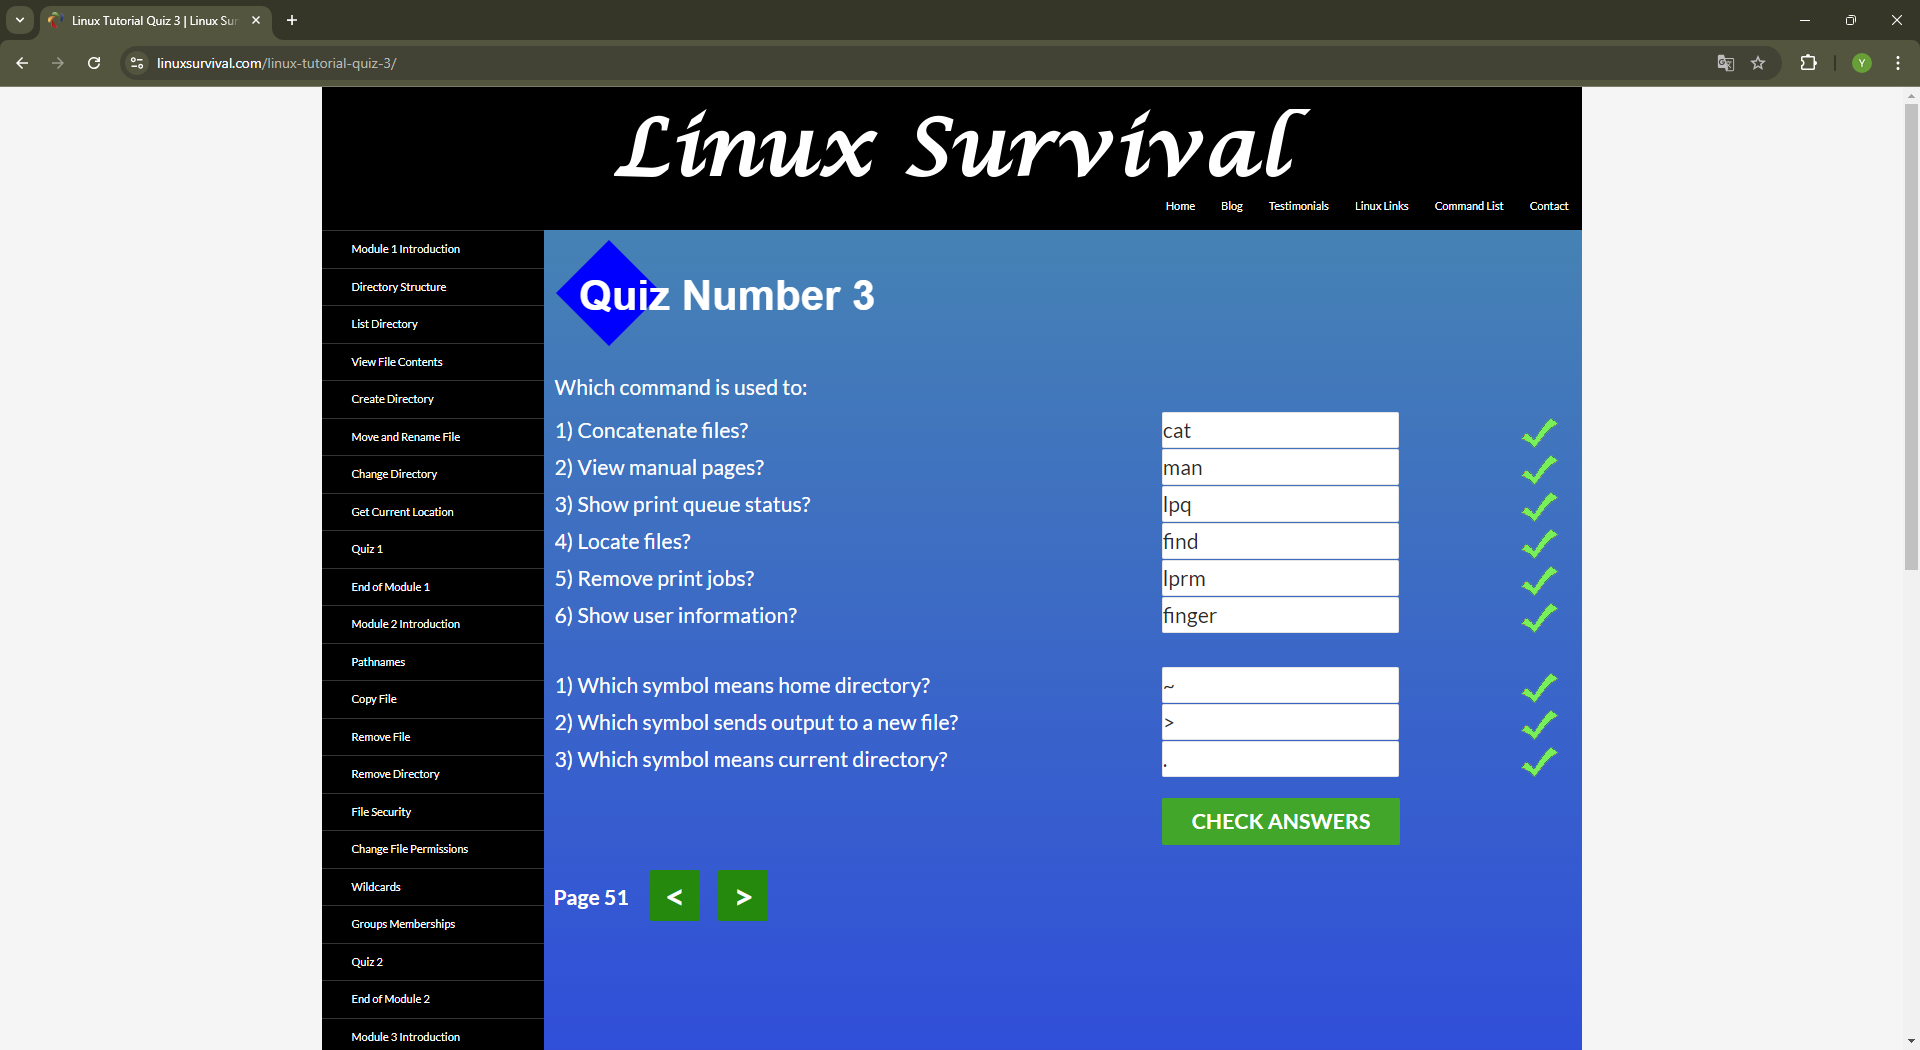 Linux Tutorial Quiz 3 | Linux Sur
linuxsurvival.com/linux-tutorial-quiz-3/
Y
Linux Survival
Home Blog Testimonials Linux Links Command List Contact
Module 1 Introduction
Directory Structure
List Directory
View File Contents
Create Directory
Move and Rename File
Change Directory
Get Current Location
Quiz 1
End of Module 1
Module 2 Introduction
Pathnames
Copy File
Remove File
Remove Directory
File Security
Change File Permissions
Wildcards
Groups Memberships
Quiz 2
End of Module 2
Module 3 Introduction
Quiz Number 3
Which command is used to:
1) Concatenate files? cat
2) View manual pages? man
3) Show print queue status? lpq
4) Locate files? find
5) Remove print jobs? lprm
6) Show user information? finger
1) Which symbol means home directory? ~
2) Which symbol sends output to a new file? >
3) Which symbol means current directory? .
CHECK ANSWERS
Page 51 < >